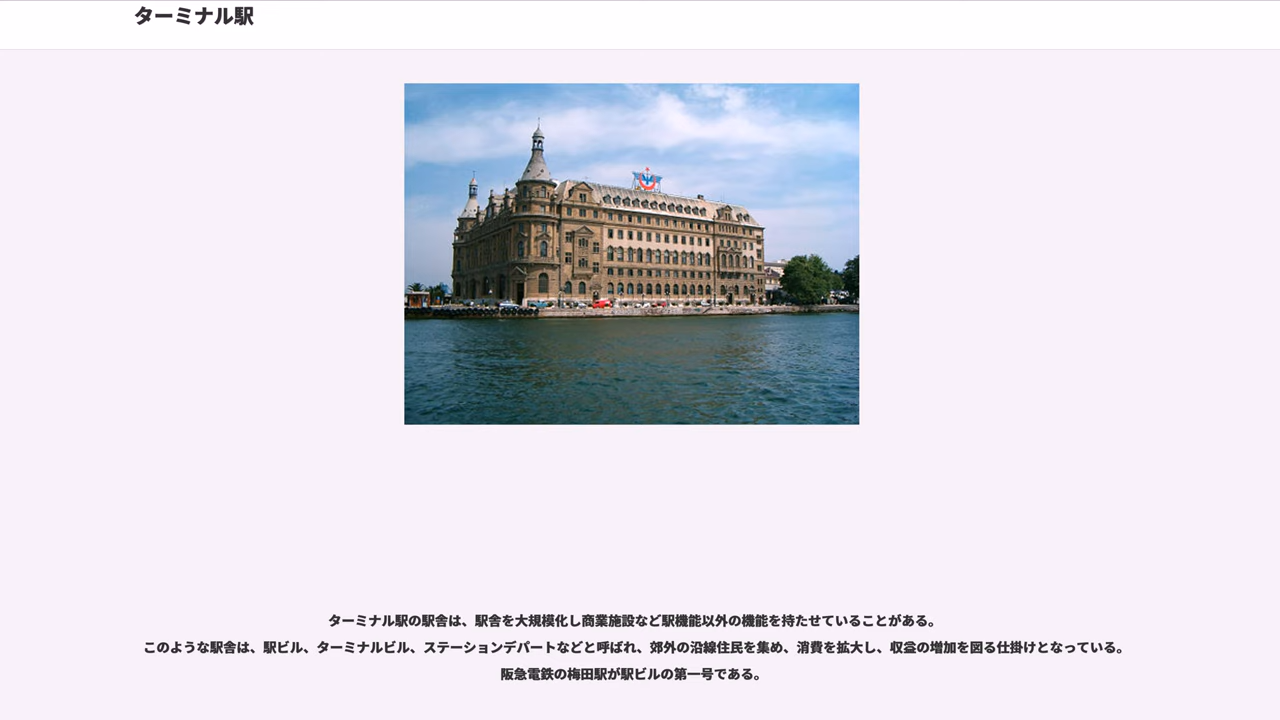 ターミナル駅
ターミナル駅の駅舎は、駅舎を大規模化し商業施設など駅機能以外の機能を持たせていることがある。
このような駅舎は、駅ビル、ターミナルビル、ステーションデパートなどと呼ばれ、郊外の沿線住民を集め、消費を拡大し、収益の増加を図る仕掛けとなっている。
阪急電鉄の梅田駅が駅ビルの第一号である。